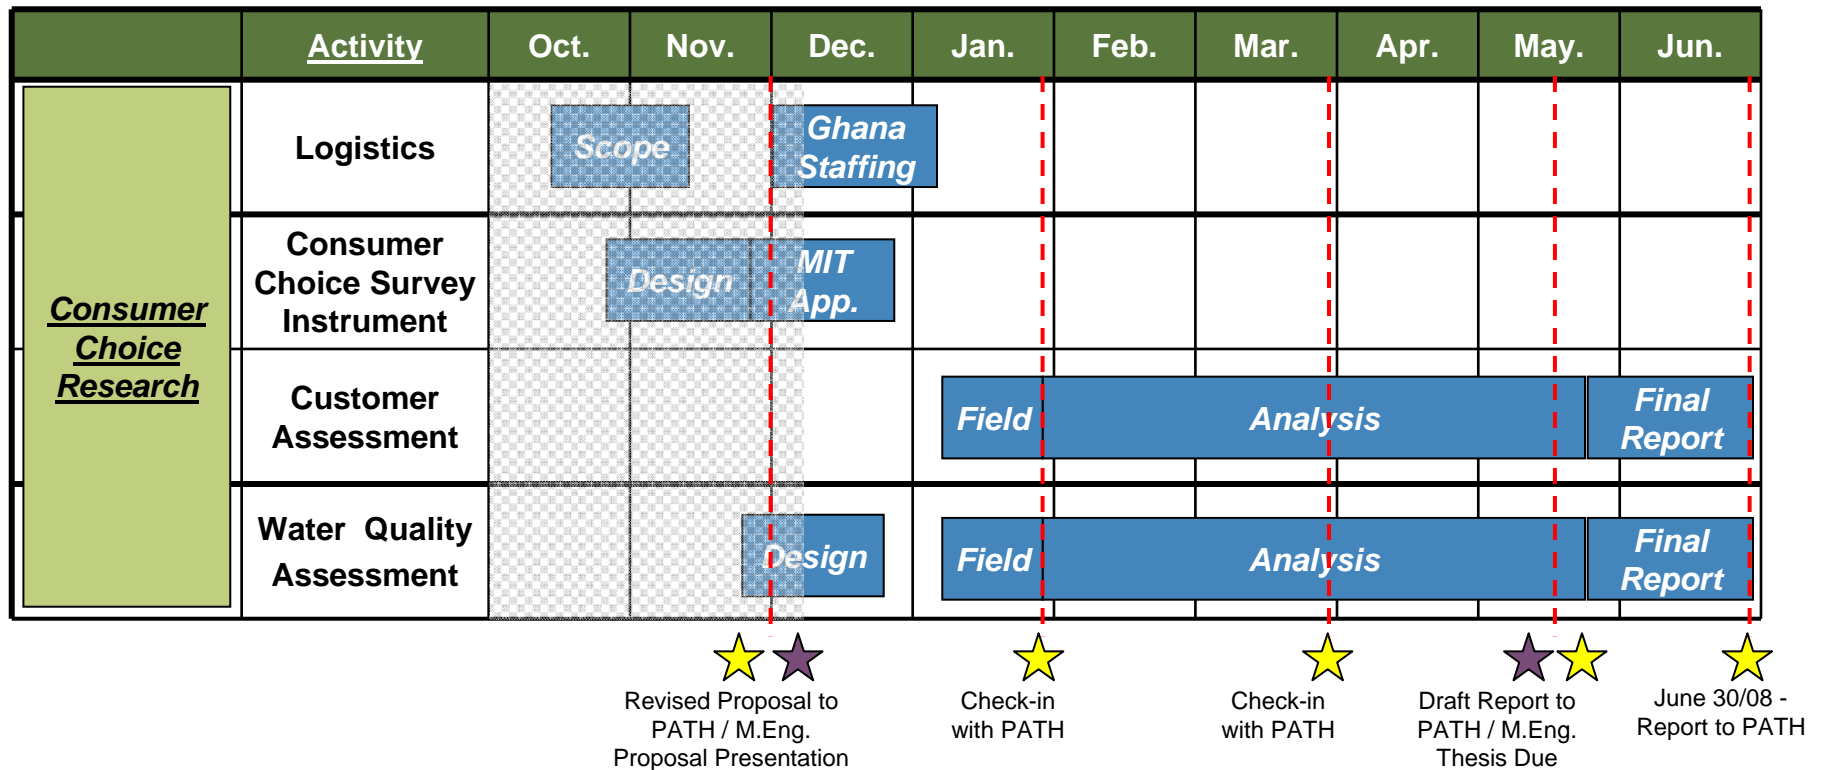 Activity Oct. Nov. Dec. Jan. Feb. Mar. Apr. May. Jun.
Consumer
Choice
Research
Logistics
Scope
Ghana
Staffing
Consumer
Choice Survey
Instrument
Design
MIT
App.
Customer
Assessment
Field
Analysis
Final
Report
Water Quality
Assessment
Design
Field
Analysis
Final
Report
Revised Proposal to
PATH / M.Eng.
Proposal Presentation
Check-in
with PATH
Check-in
with PATH
Draft Report to
PATH / M.Eng.
Thesis Due
June 30/08 -
Report to PATH